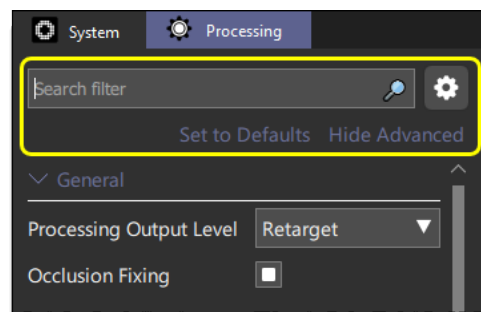 System Processing
Search filter
Set to Defaults Hide Advanced
General
Processing Output Level Retarget
Occlusion Fixing